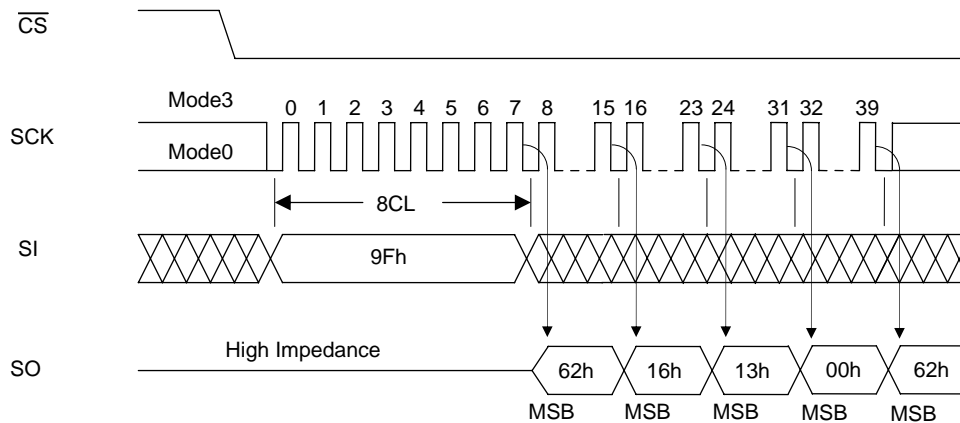 CS
Mode3
0 1 2 3 4 5 6 7 8 15 16 23 24 31 32 39
SCK
Mode0
8CL
SI
9Fh
High Impedance
SO
62h 16h 13h 00h 62h
MSB MSB MSB MSB MSB